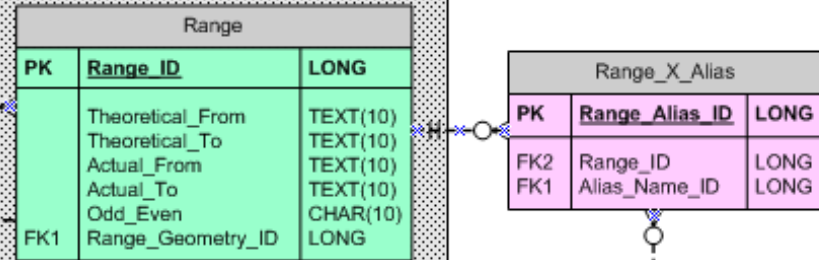 Range
PK Range_ID LONG
Theoretical_From TEXT(10)
Theoretical_To TEXT(10)
Actual_From TEXT(10)
Actual_To TEXT(10)
Odd_Even CHAR(10)
FK1 Range_Geometry_ID LONG
Range_X_Alias
PK Range_Alias_ID LONG
FK2 Range_ID LONG
FK1 Alias_Name_ID LONG